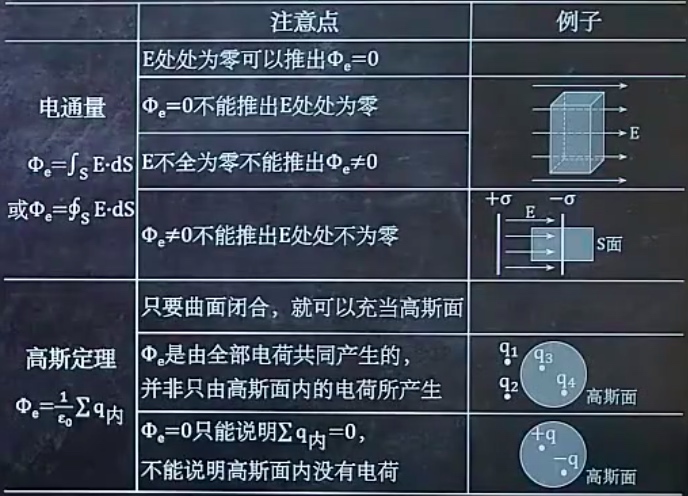 注意点
例子
电通量
Φe=∫S E·dS
或Φe=∮S E·dS
E处处为零可以推出Φe=0
Φe=0不能推出E处处为零
E不全为零不能推出Φe≠0
E
Φe≠0不能推出E处处不为零
+σ
-σ
E
S面
高斯定理
Φe=1/ε0 Σq内
只要曲面闭合，就可以充当高斯面
Φe是由全部电荷共同产生的，
并非只由高斯面内的电荷所产生
q1
q2
q3
q4
高斯面
Φe=0只能说明Σq内=0，
不能说明高斯面内没有电荷
+q
-q
高斯面